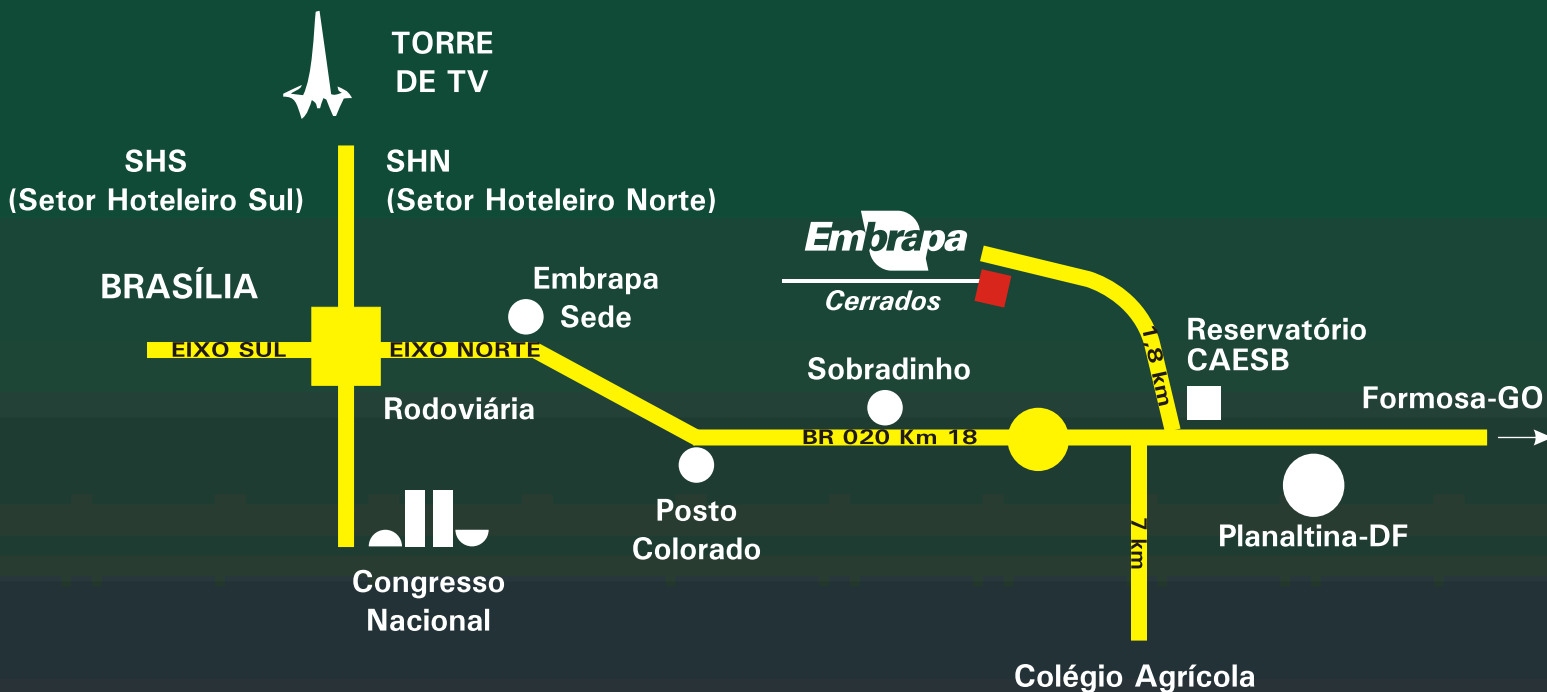 TORRE
DE TV
SHS
(Setor Hoteleiro Sul)
SHN
(Setor Hoteleiro Norte)
BRASÍLIA
EIXO SUL
EIXO NORTE
Embrapa
Sede
Rodoviária
Embrapa
Cerrados
Sobradinho
BR 020 Km 18
1,8 km
Reservatório
CAESB
Formosa-GO
Posto
Colorado
7 km
Planaltina-DF
Congresso
Nacional
Colégio Agrícola